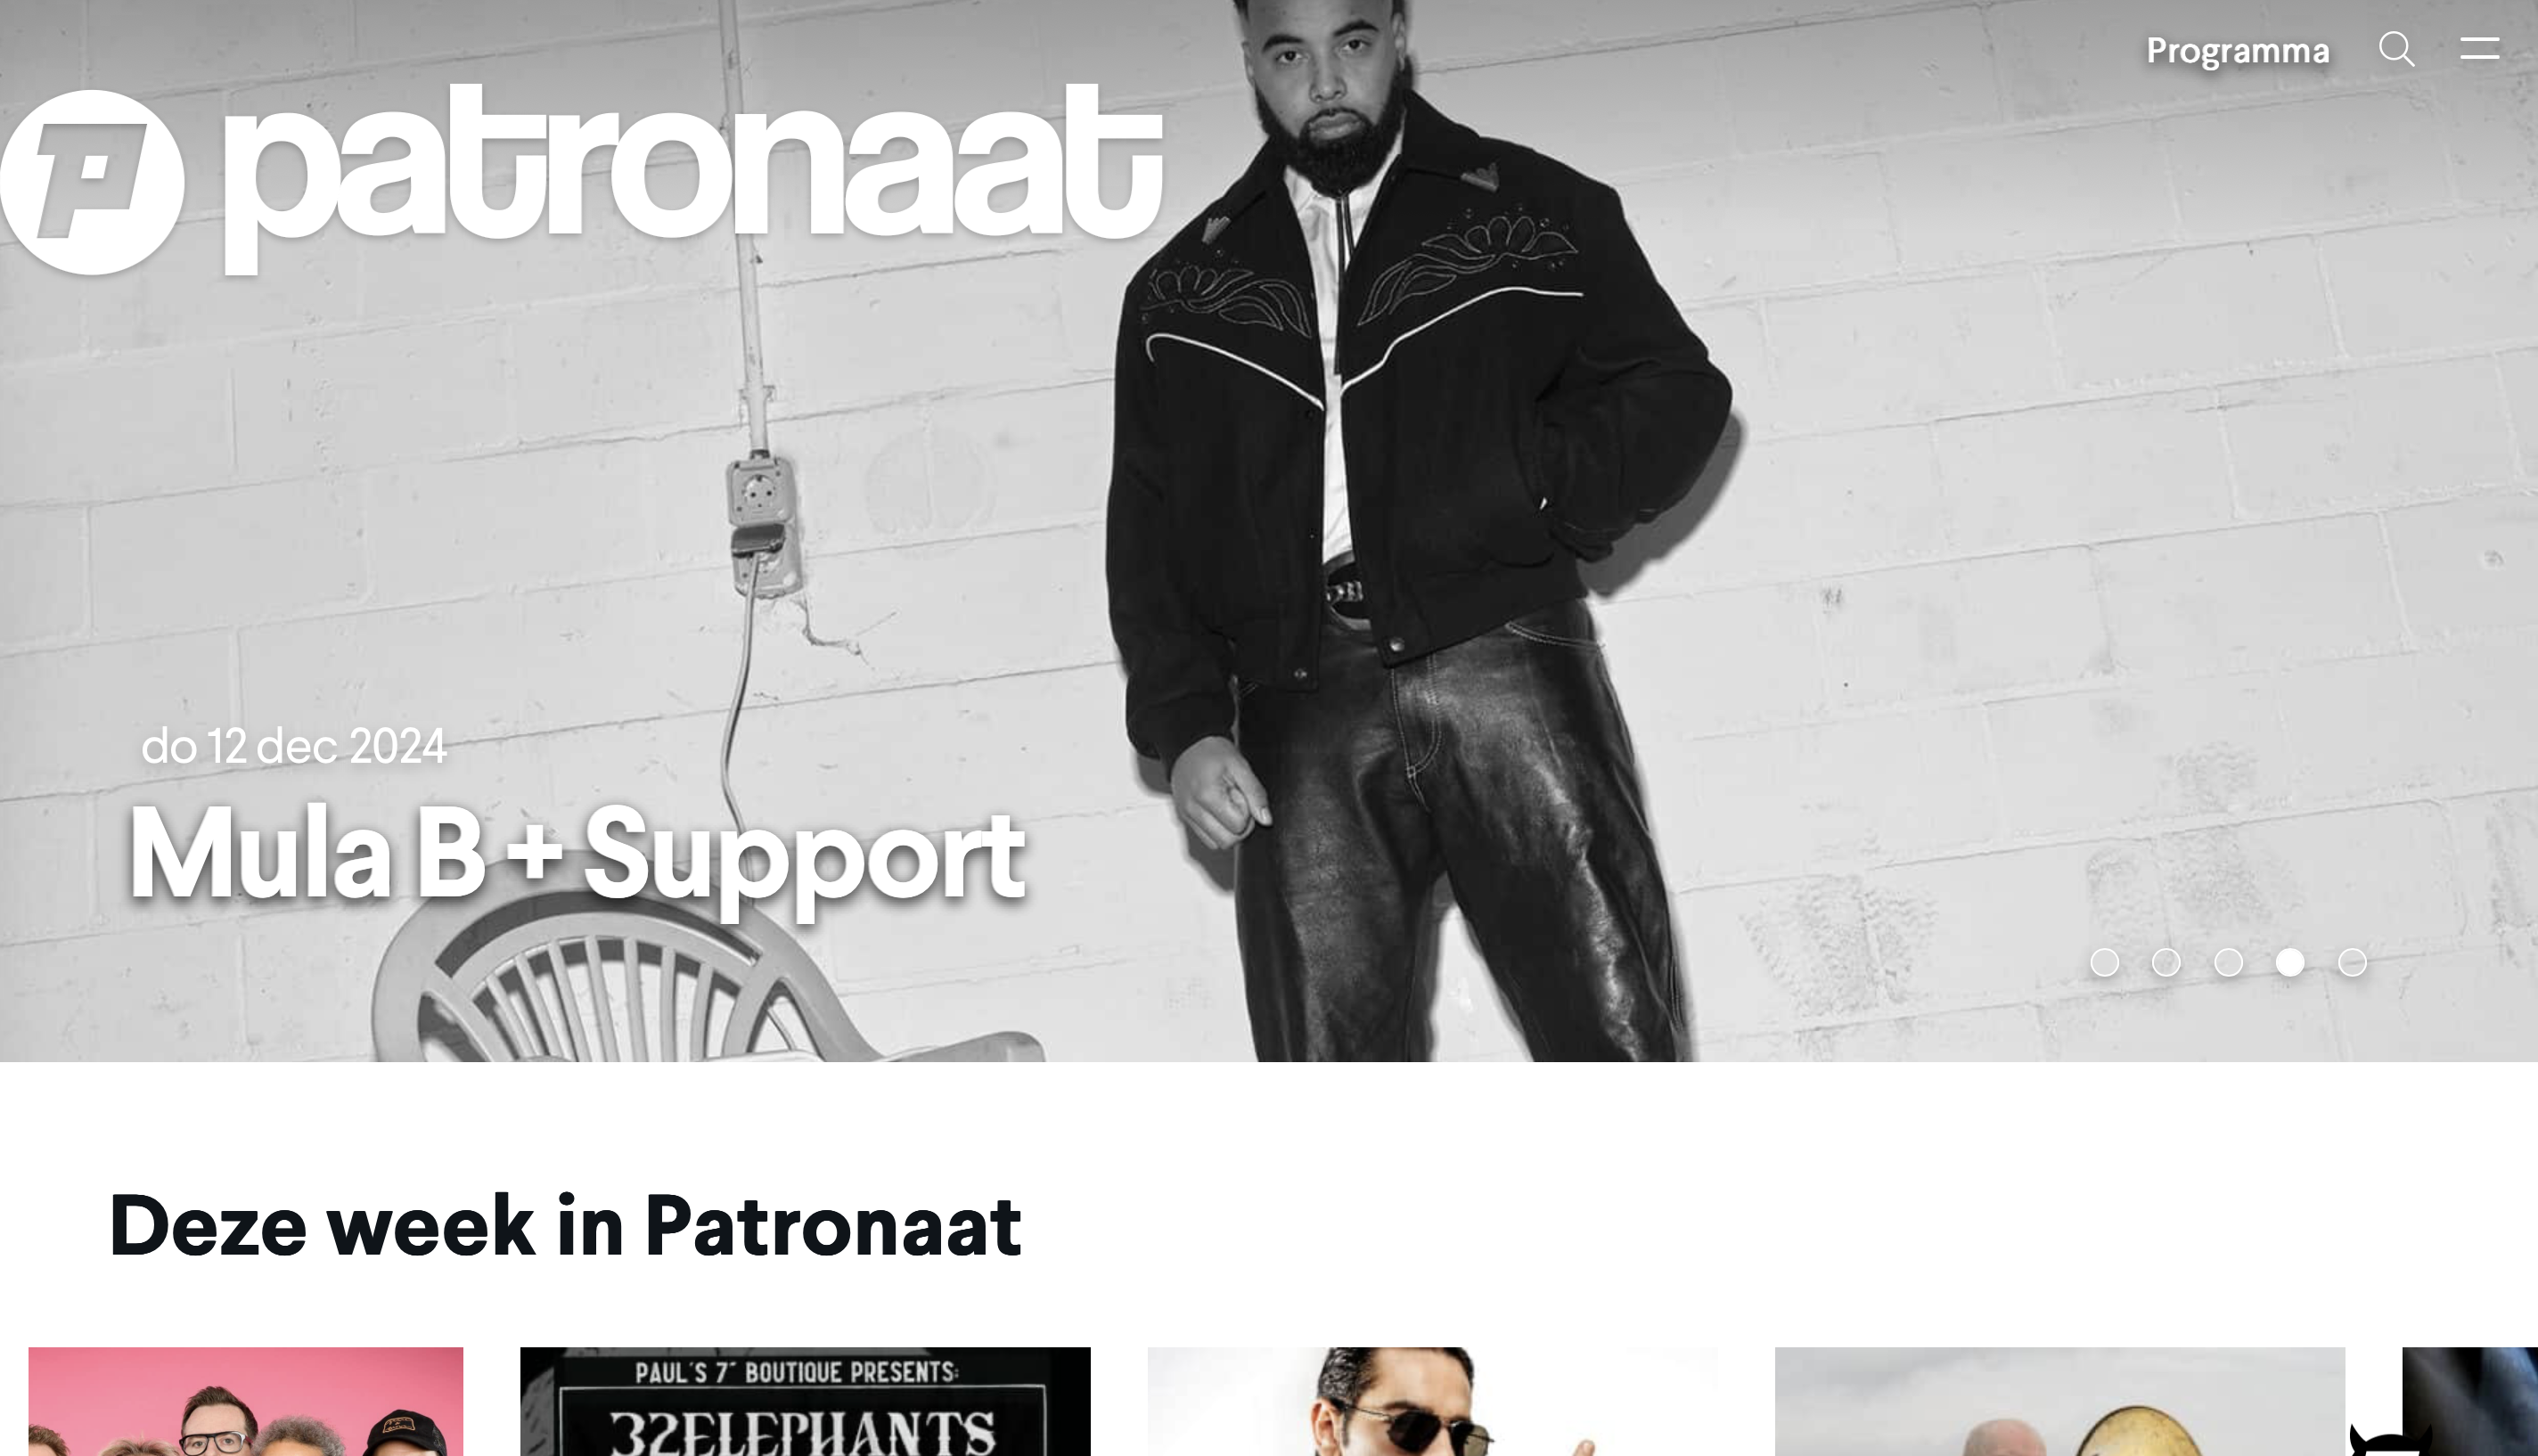 Programma
patronaat
do 12 dec 2024
Mula B + Support
Deze week in Patronaat
PAUL'S 7" BOUTIQUE PRESENTS:
32ELEPHANTS